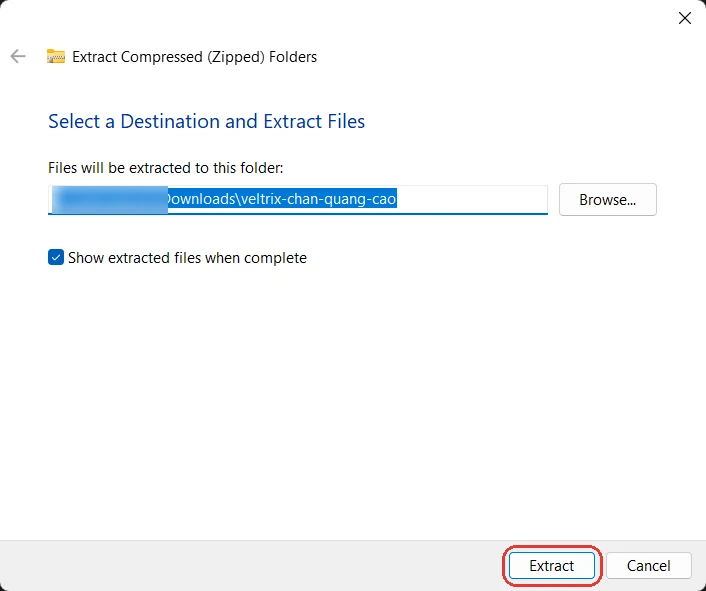 Extract Compressed (Zipped) Folders
Select a Destination and Extract Files
Files will be extracted to this folder:
Downloads\veltrix-chan-quang-cao
Browse...
Show extracted files when complete
Extract
Cancel